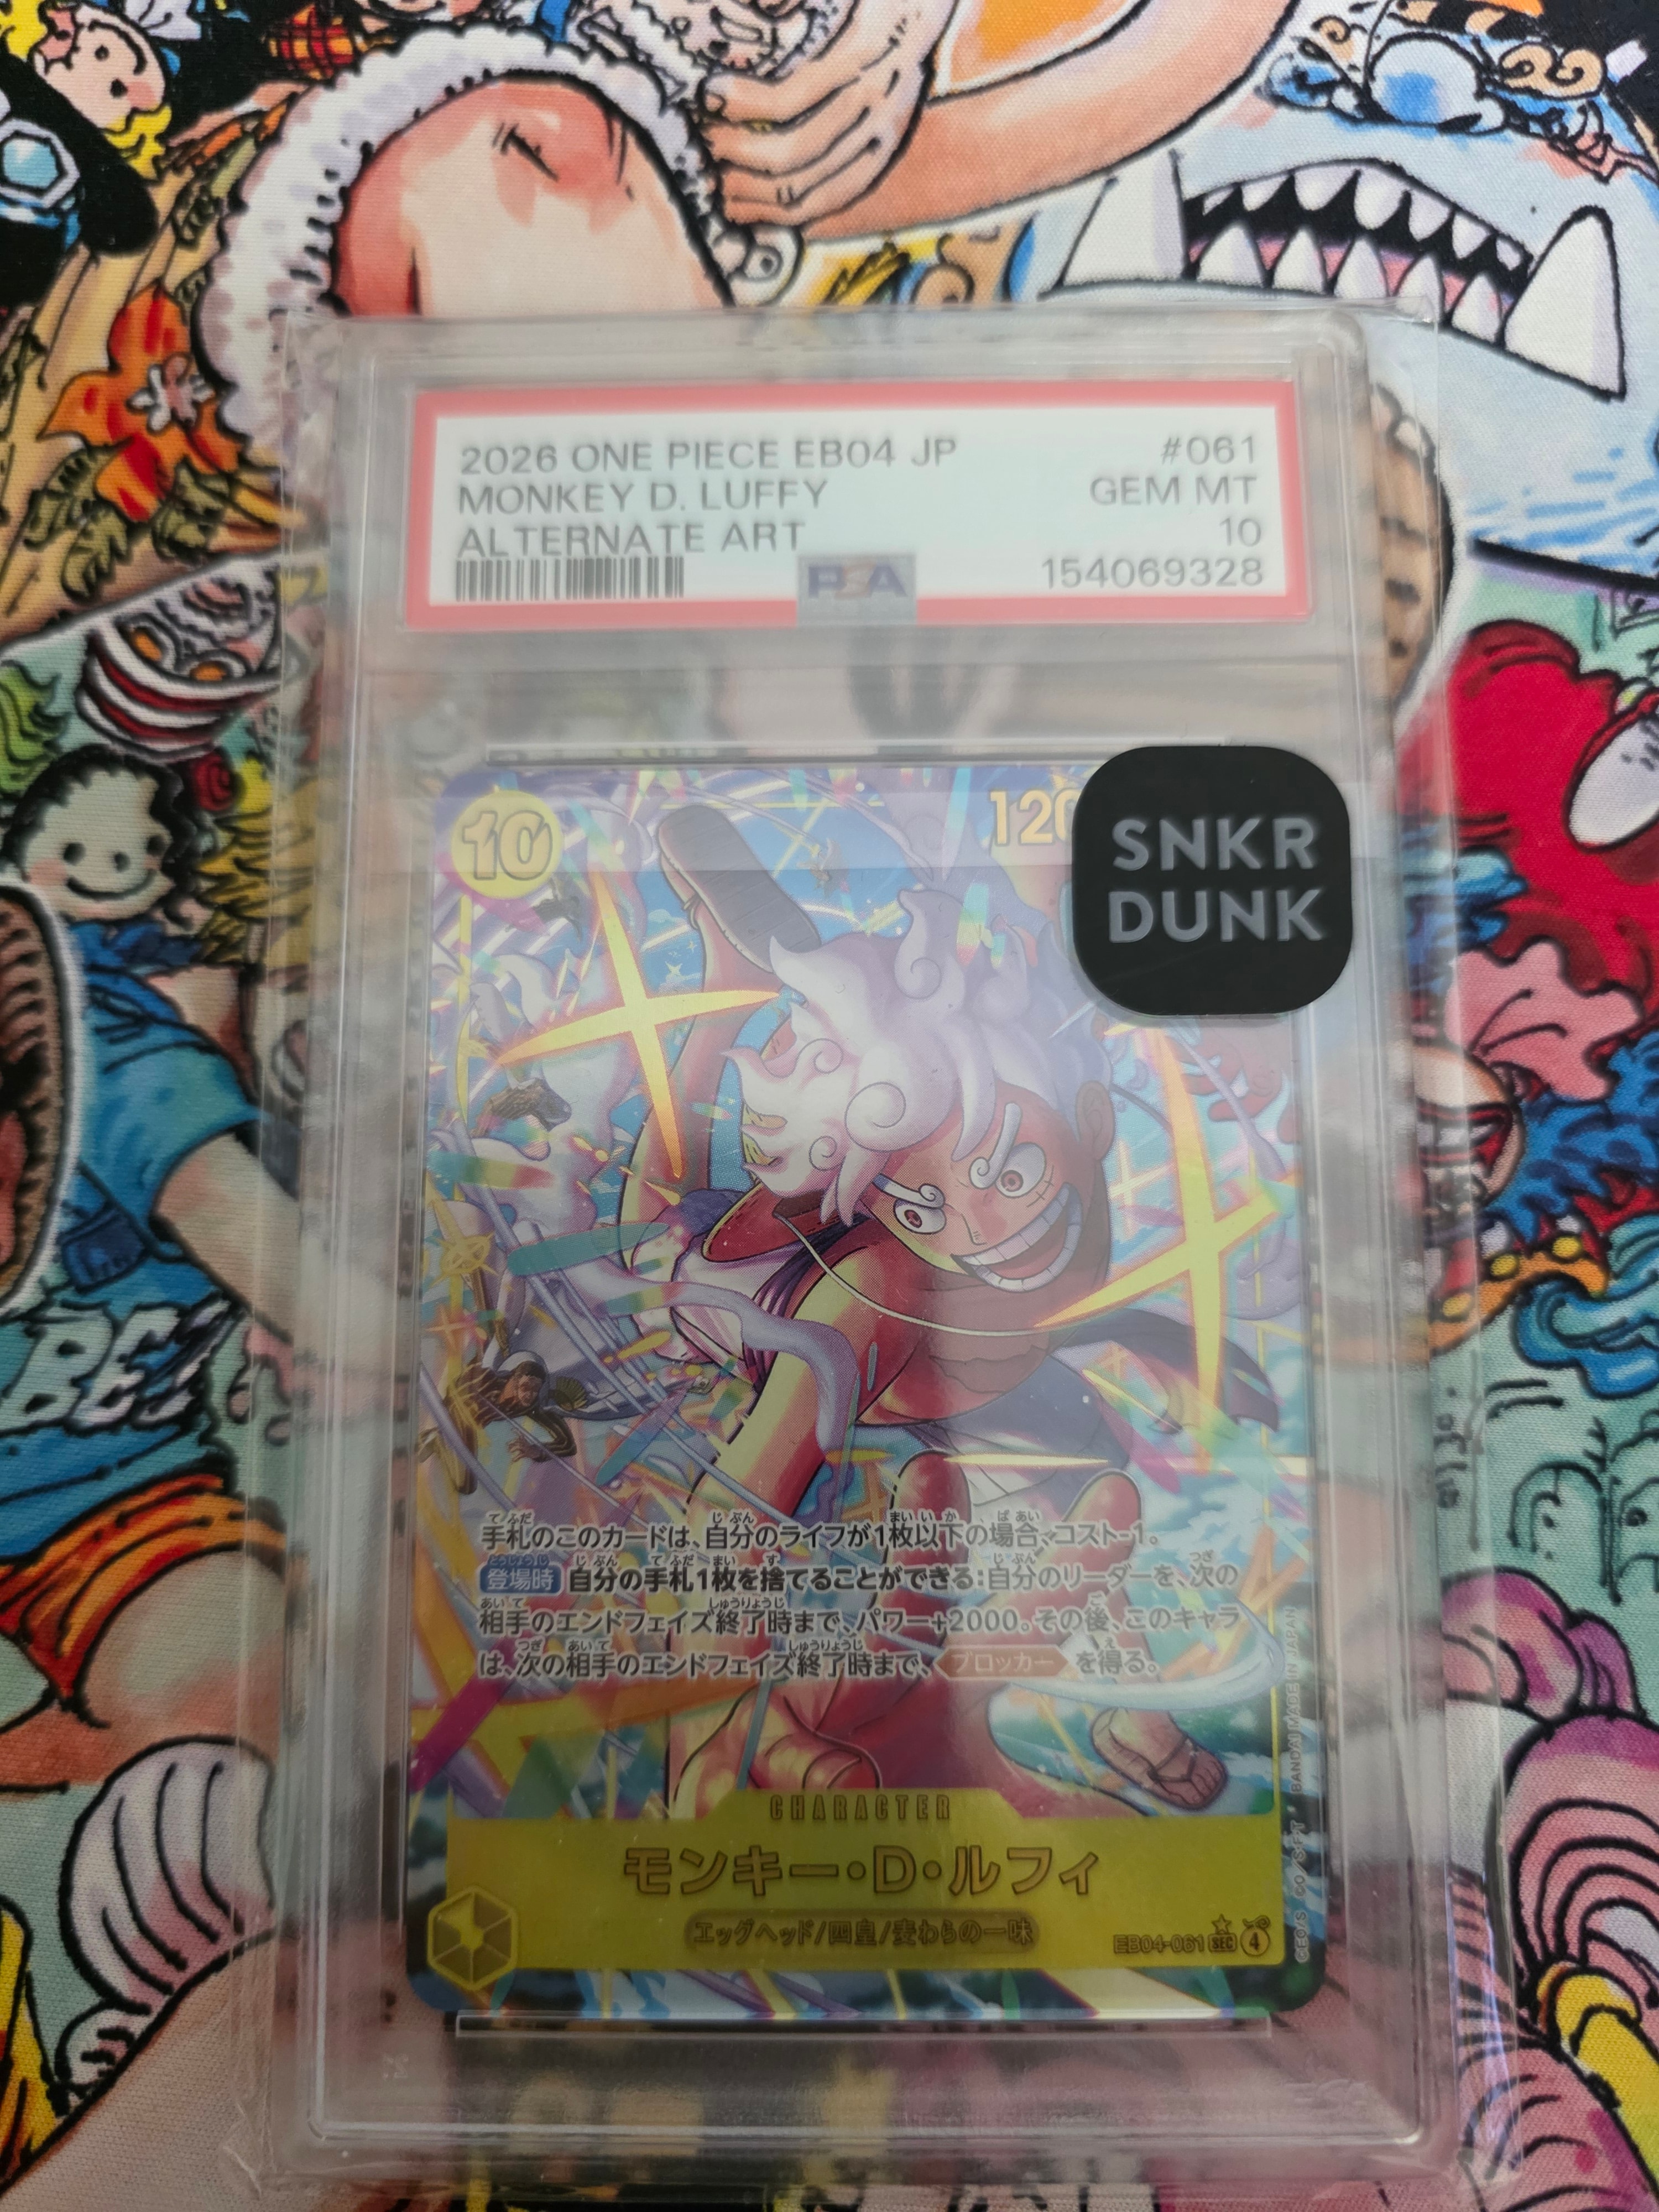 2026 ONE PIECE EB04 JP #061
MONKEY D. LUFFY GEM MT
ALTERNATE ART 10
PSA 154069328
SNKR
DUNK
10
120
手札のこのカードは、自分のライフが1枚以下の場合、コスト-1。
登場時 自分の手札1枚を捨てることができる:自分のリーダーを、次の
相手のエンドフェイズ終了時まで、パワー+2000。その後、このキャラ
は、次の相手のエンドフェイズ終了時まで、ブロッカー を得る。
CHARACTER
モンキー・D・ルフィ
エッグヘッド/四皇/麦わらの一味
EB04-061 SEC 4
BANDAI MADE IN JAPAN